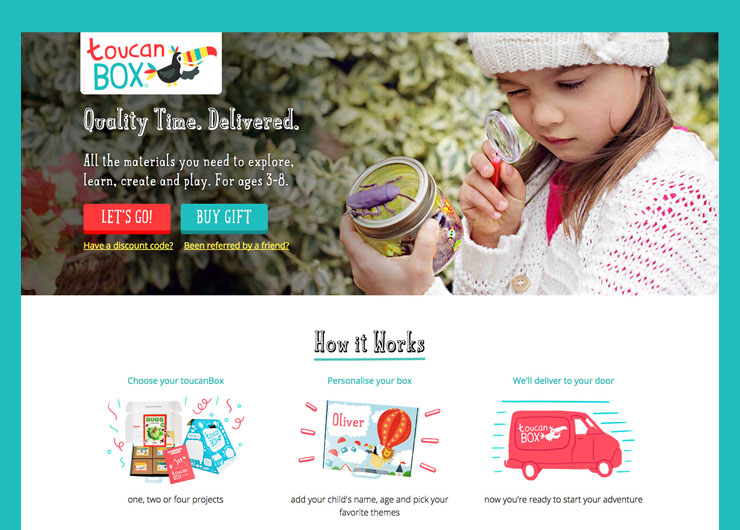 toucan
BOX
Quality Time. Delivered.
All the materials you need to explore,
learn, create and play. For ages 3-8.
LET'S GO!
BUY GIFT
Have a discount code?
Been referred by a friend?
How it Works
Choose your toucanBox
Personalise your box
We'll deliver to your door
BUGS
toucan
BOX
Oliver
toucan
BOX
one, two or four projects
add your child's name, age and pick your
favorite themes
now you're ready to start your adventure